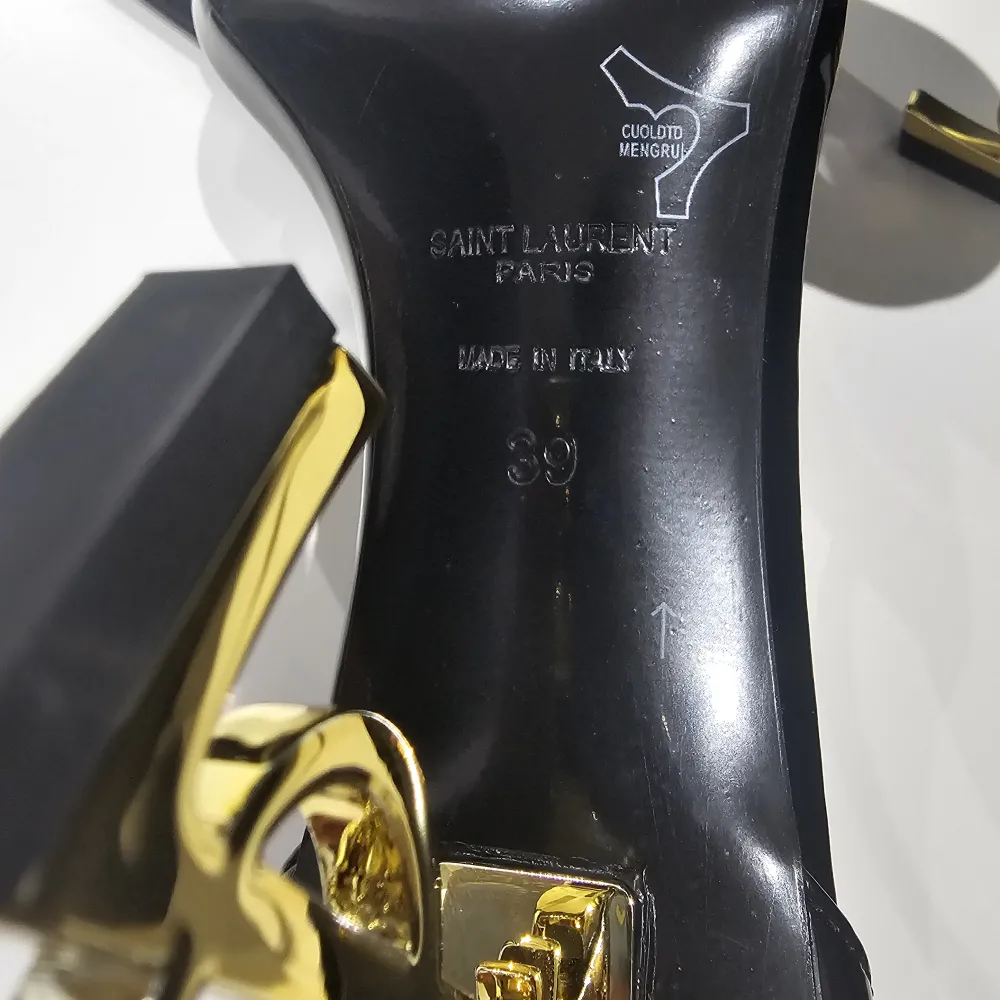 CUOLDTD
MENGRUI
SAINT LAURENT
PARIS
MADE IN ITALY
39